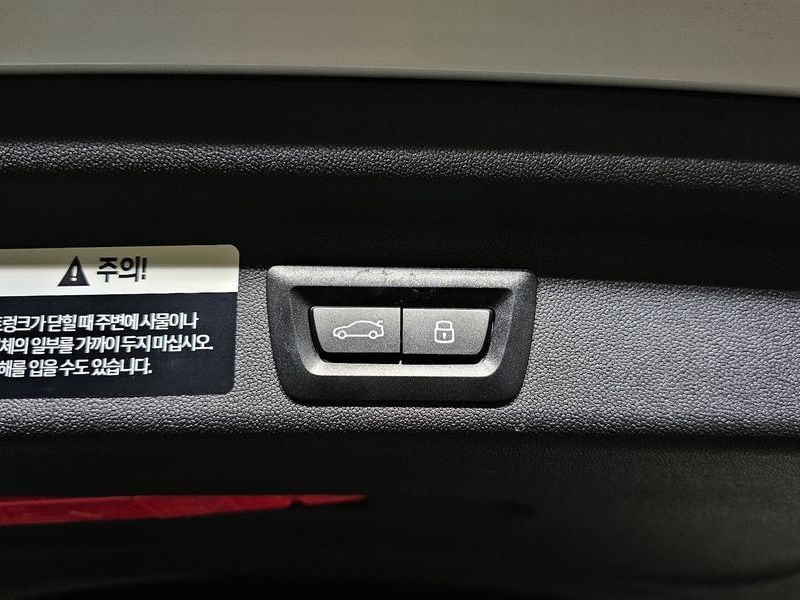 주의!
트렁크가 닫힐 때 주변에 사물이나
체의 일부를 가까이 두지 마십시오.
해를 입을 수도 있습니다.